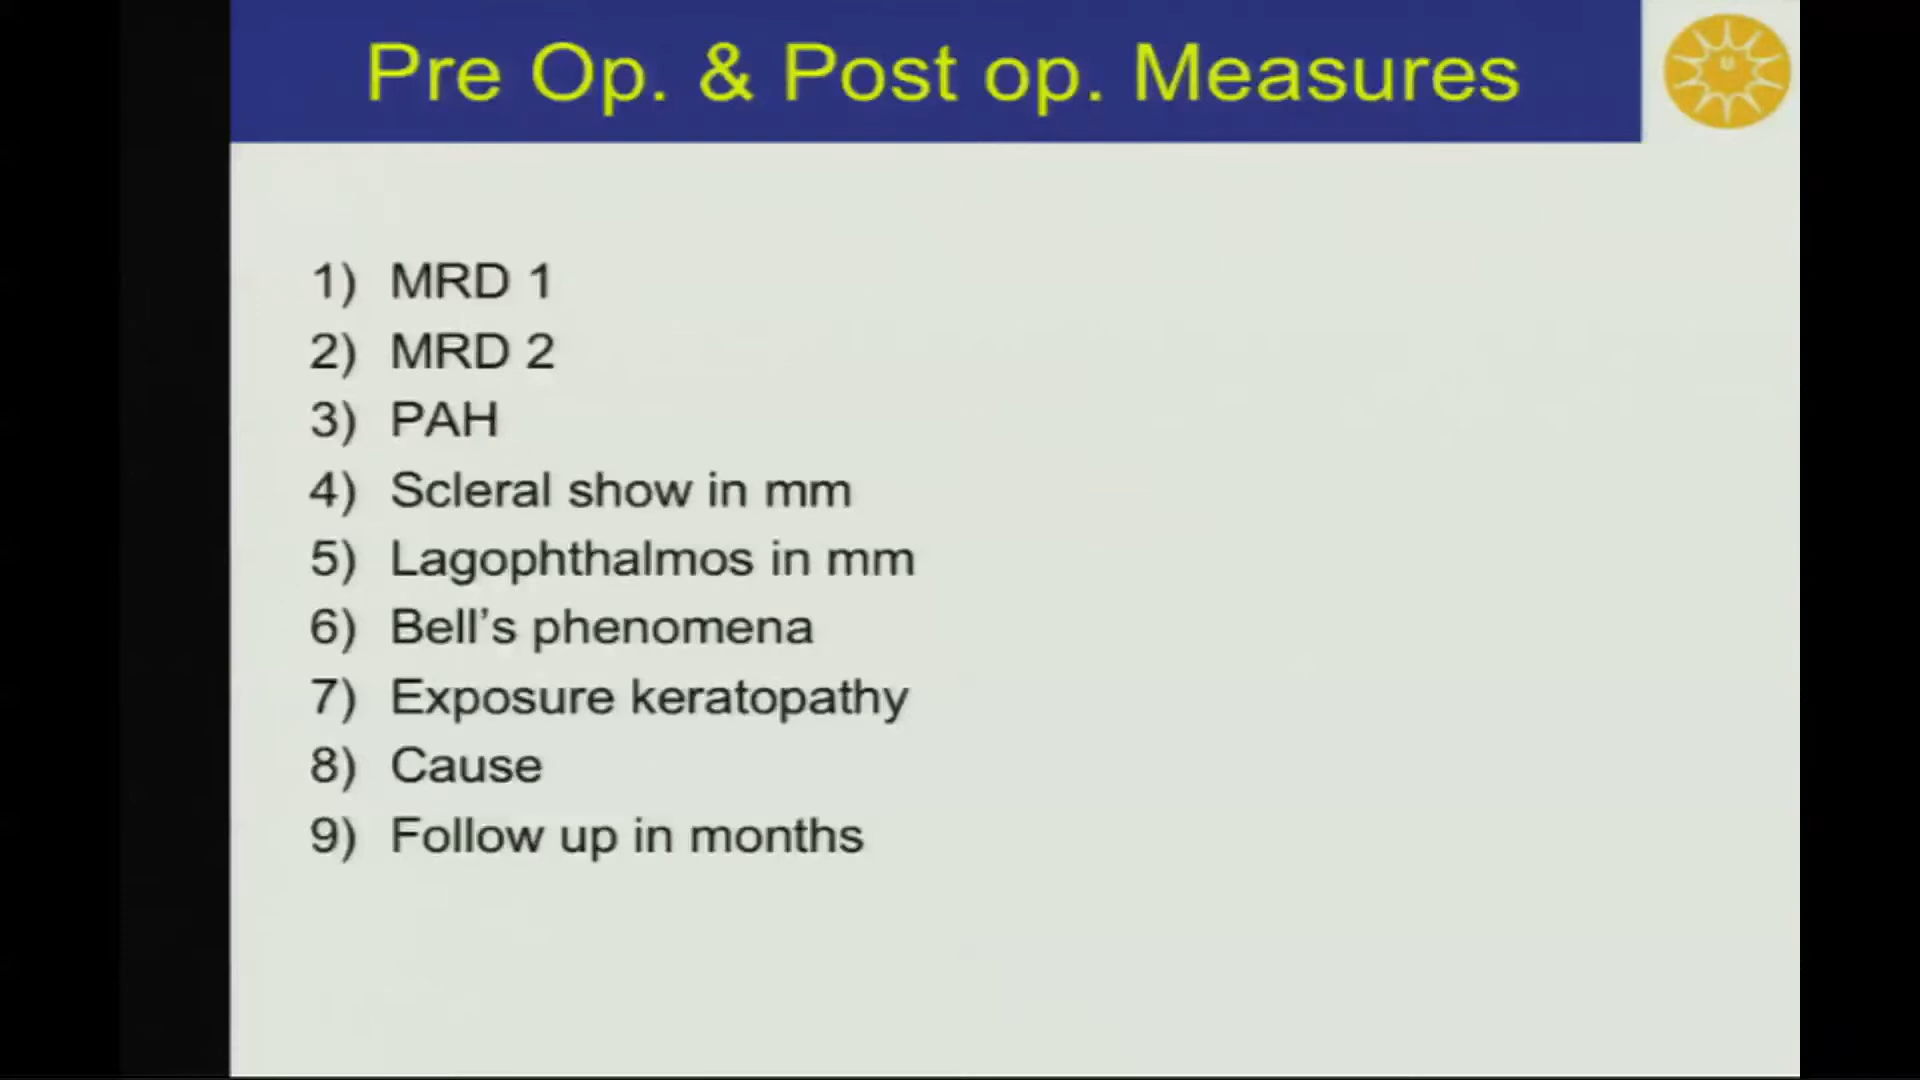 Pre Op. & Post op. Measures
1) MRD 1
2) MRD 2
3) PAH
4) Scleral show in mm
5) Lagophthalmos in mm
6) Bell’s phenomena
7) Exposure keratopathy
8) Cause
9) Follow up in months